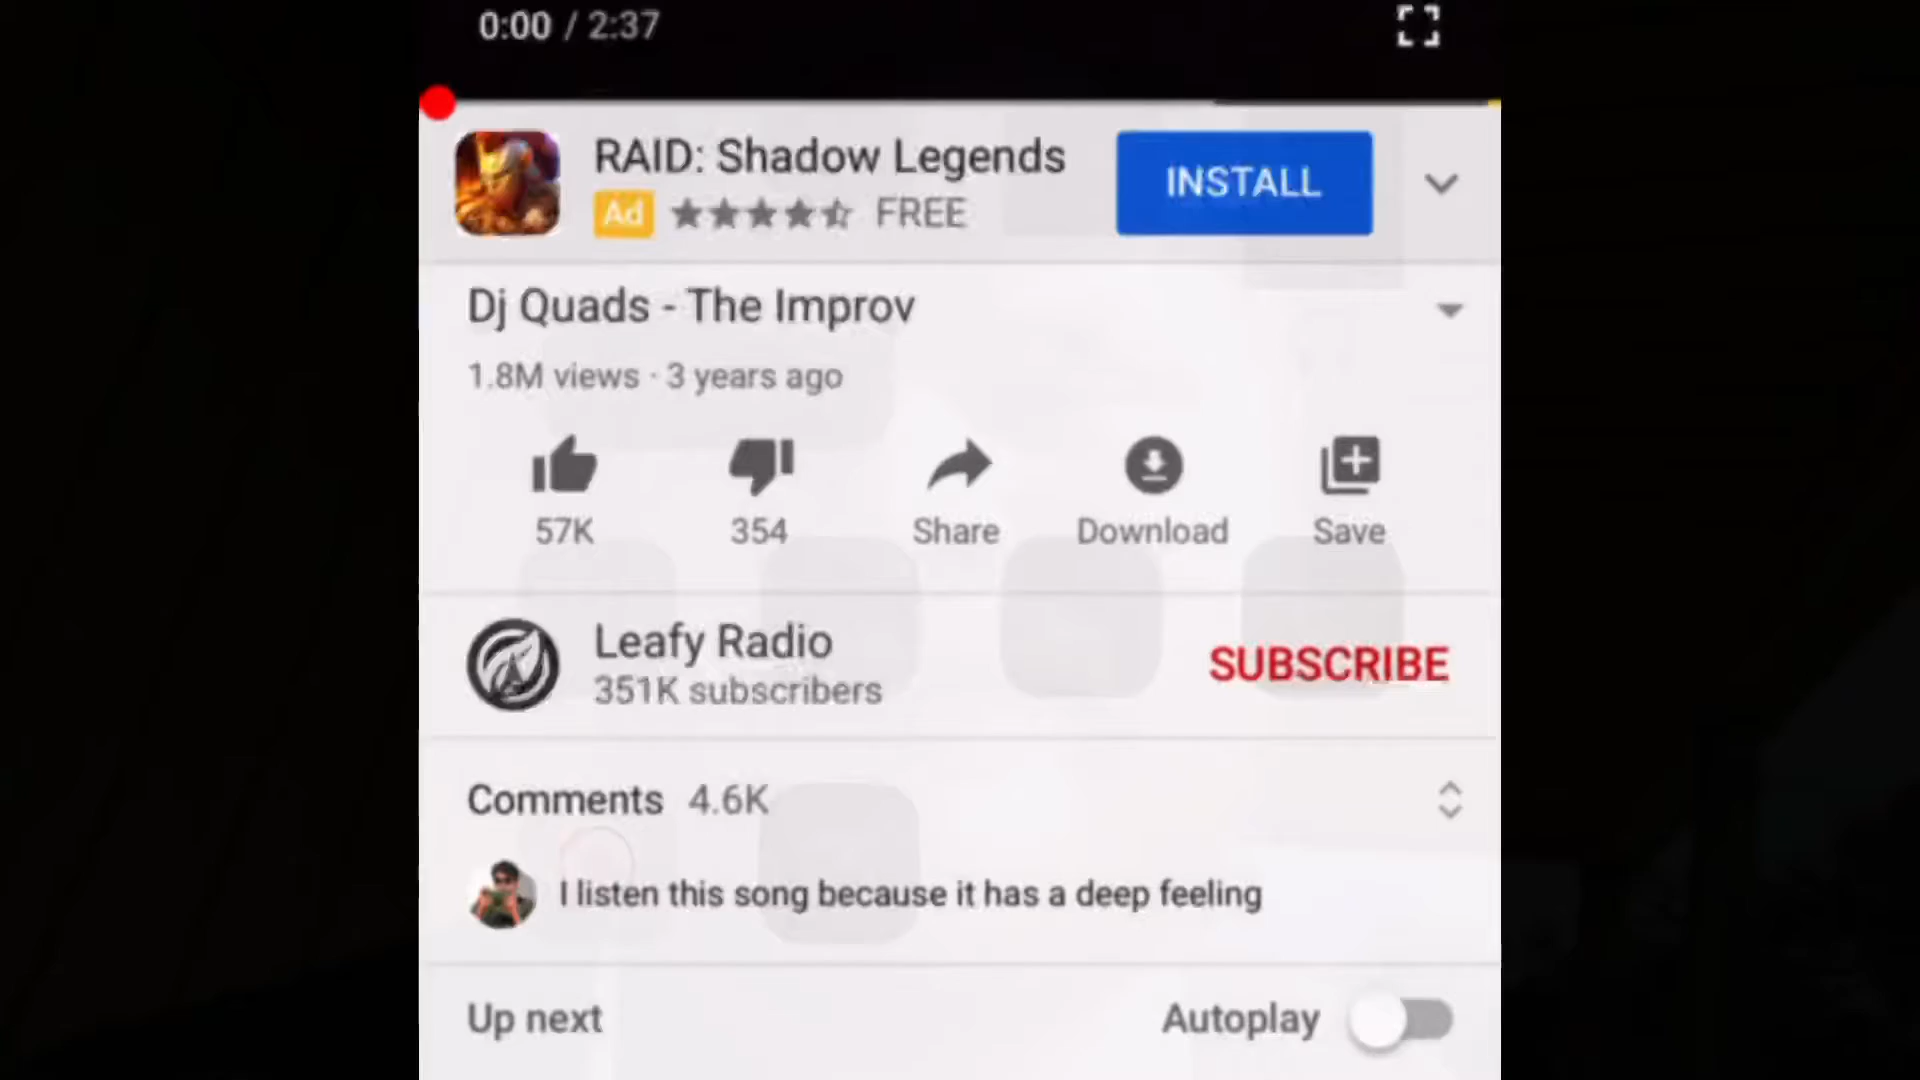 0:00 / 2:37
RAID: Shadow Legends
Ad FREE
INSTALL
Dj Quads - The Improv
1.8M views · 3 years ago
57K 354 Share Download Save
Leafy Radio
351K subscribers
SUBSCRIBE
Comments 4.6K
I listen this song because it has a deep feeling
Up next Autoplay